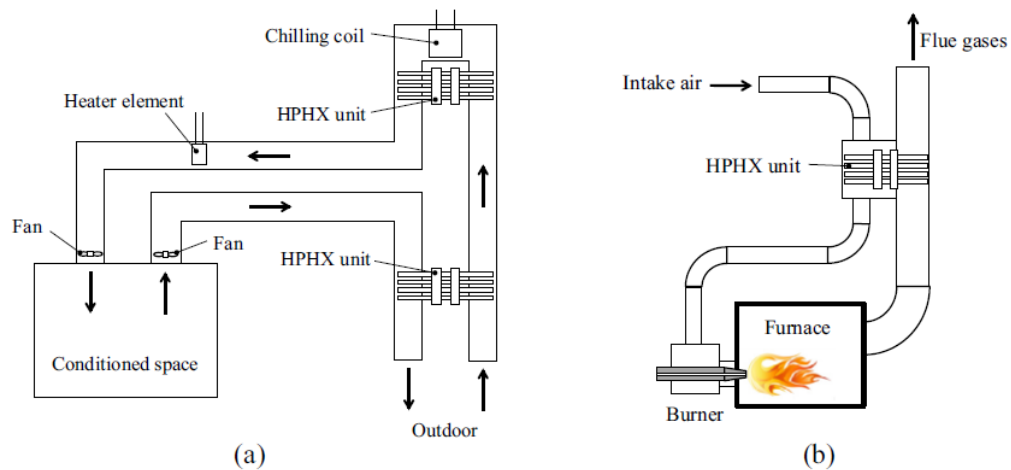 Chilling coil
HPHX unit
Heater element
Fan
Fan
HPHX unit
Conditioned space
Outdoor
(a)
Flue gases
Intake air
HPHX unit
Furnace
Burner
(b)